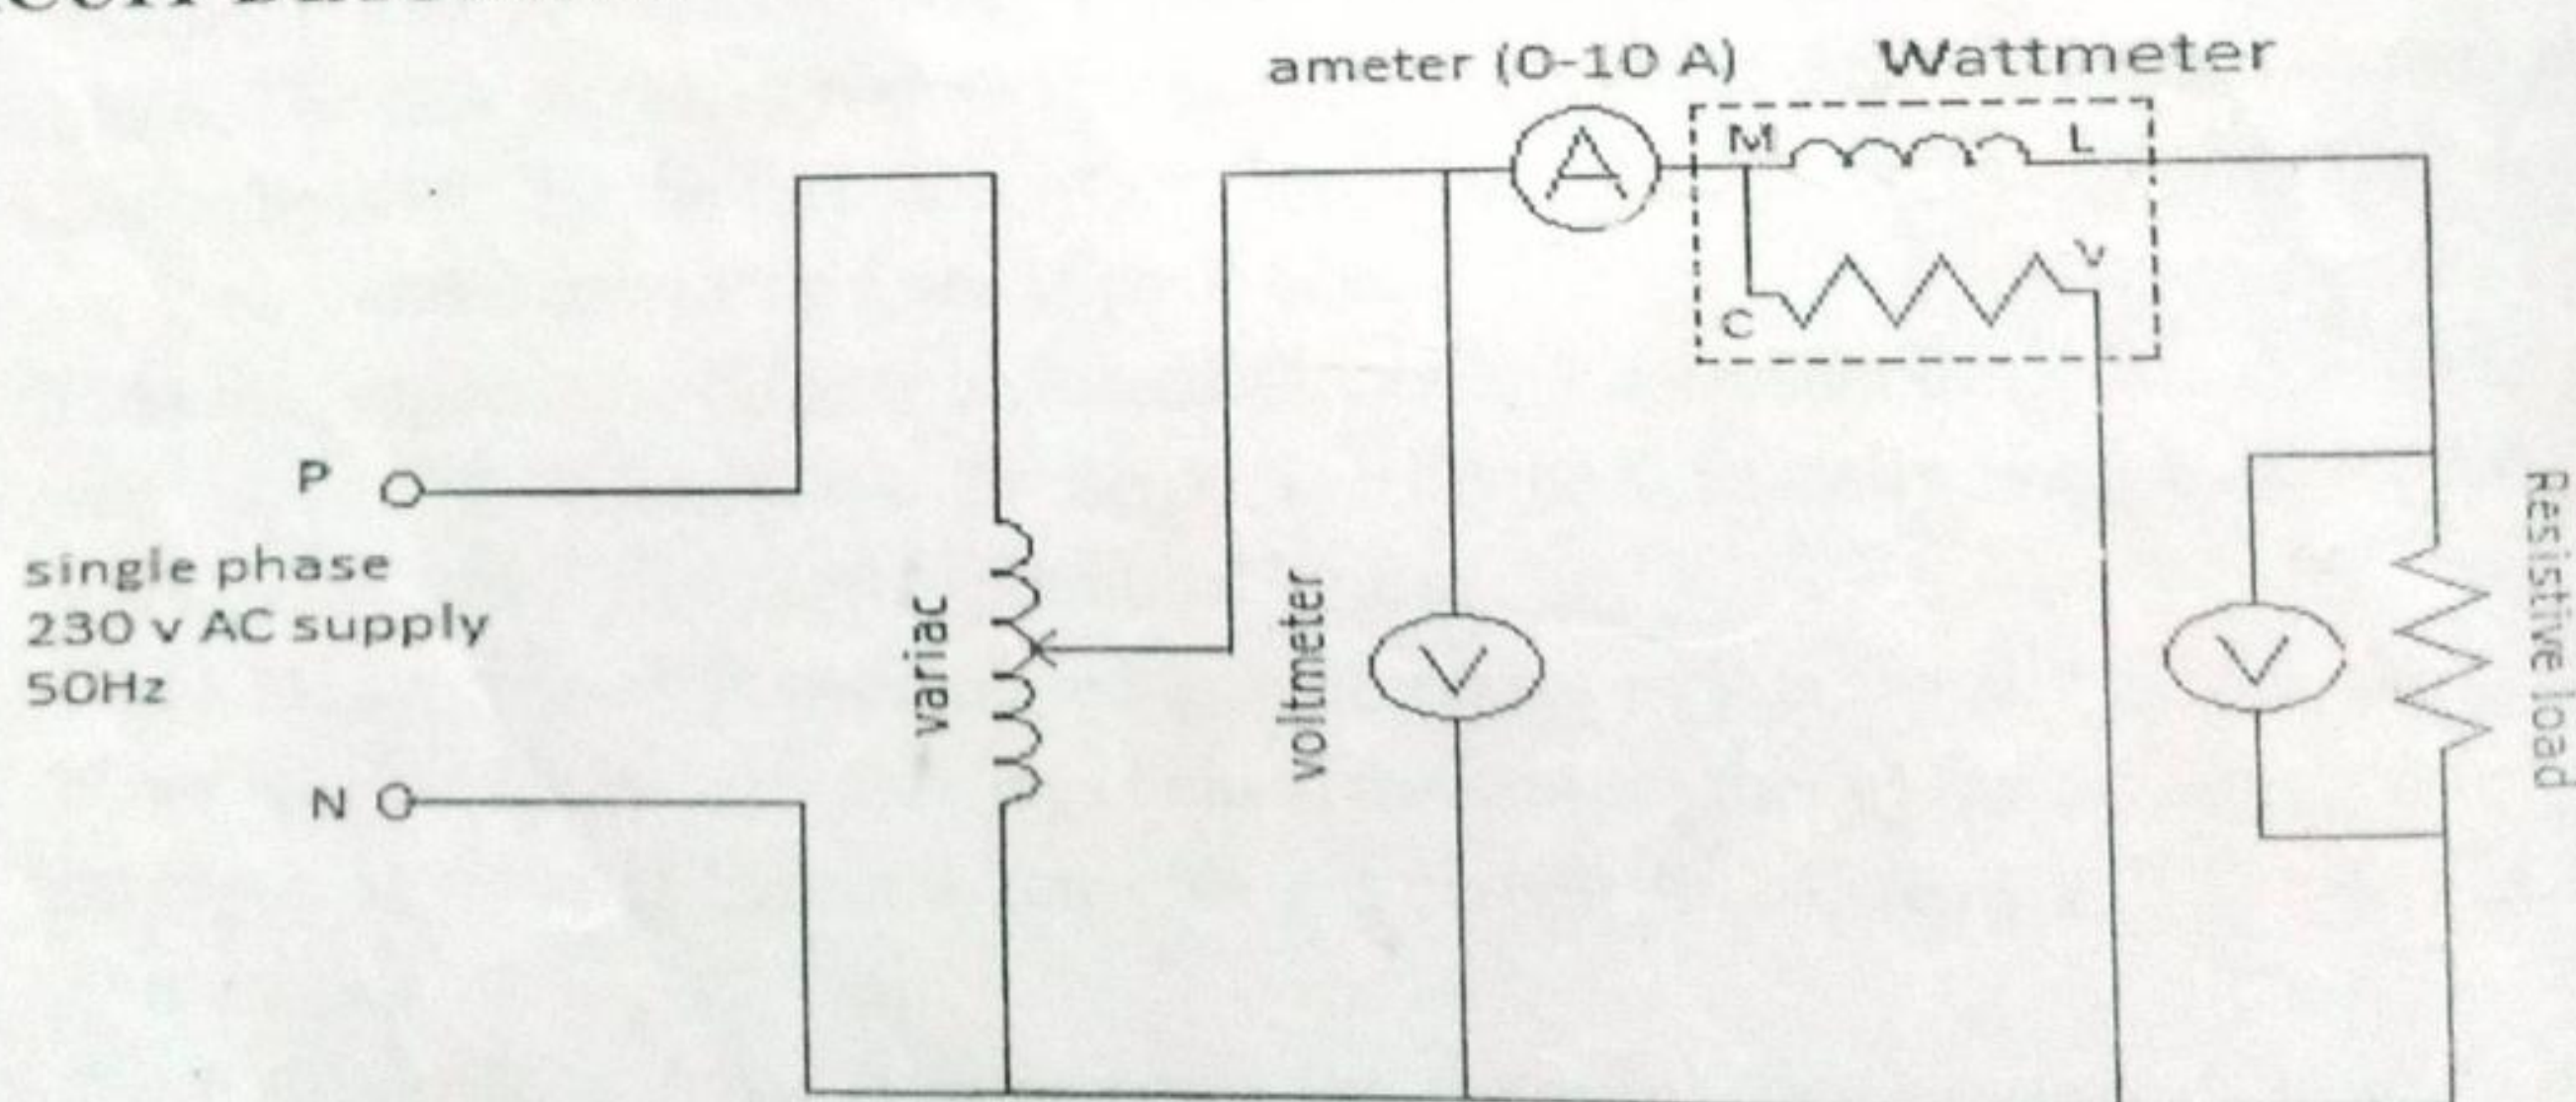 ameter (0-10 A)
Wattmeter
A
M
L
V
C
P
single phase
230 v AC supply
50Hz
N
variac
voltmeter
V
V
Resistive load